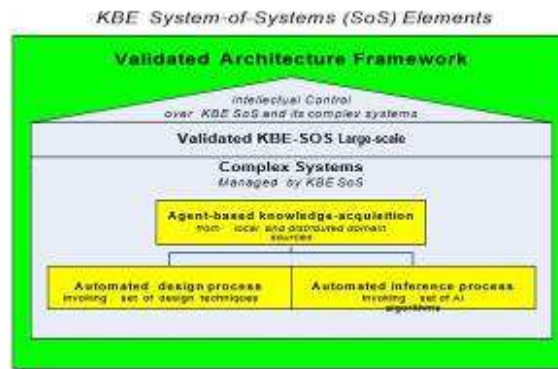 KBE System-of-Systems (SoS) Elements
Validated Architecture Framework
Intellectual Control
over KBE SoS and its complex systems
Validated KBE-SOS Large-scale
Complex Systems
Managed by KBE SoS
Agent-based knowledge-acquisition
from local and distributed domain
sources
Automated design process
invoking set of design techniques
Automated inference process
invoking set of AI
algorithms